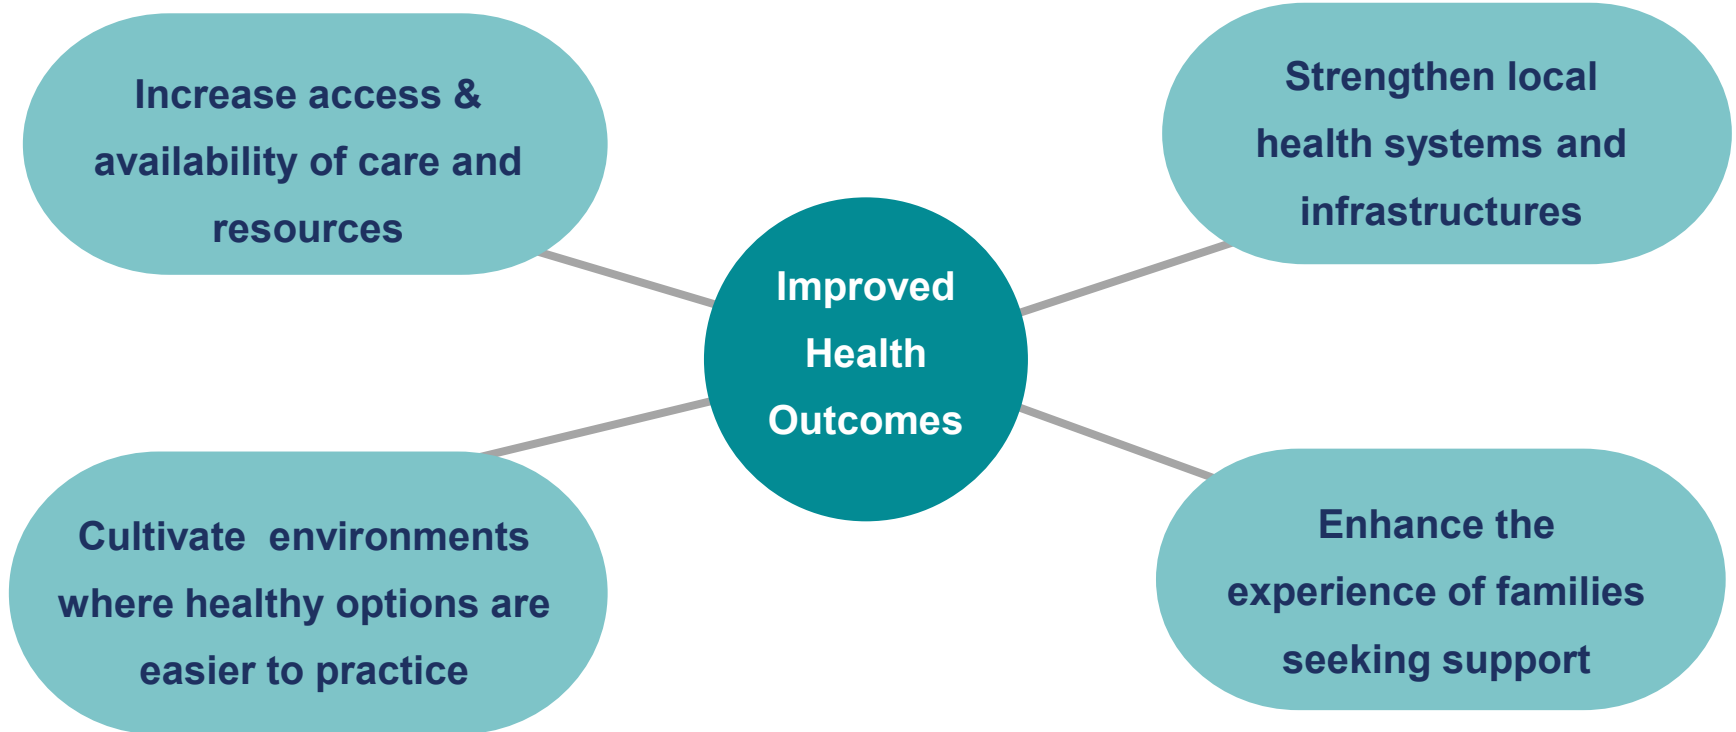 Increase access &
availability of care and
resources
Strengthen local
health systems and
infrastructures
Improved
Health
Outcomes
Cultivate  environments
where healthy options are
easier to practice
Enhance the
experience of families
seeking support